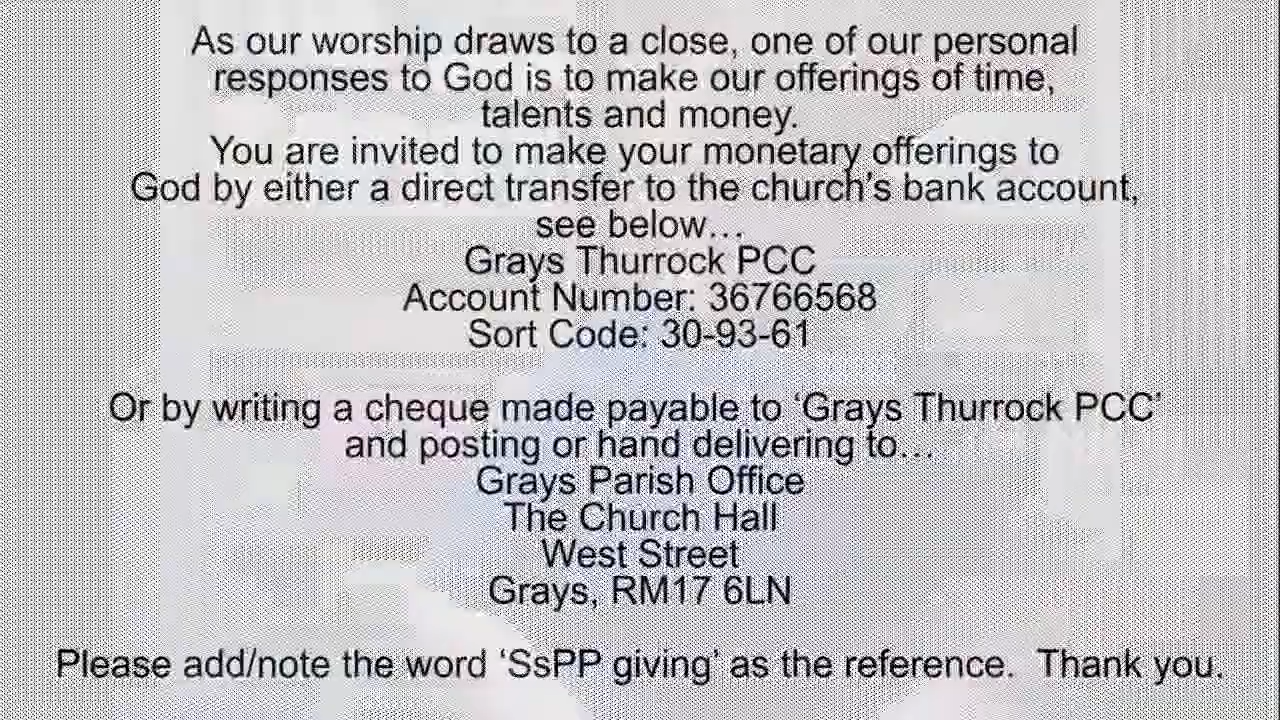 As our worship draws to a close, one of our personal
responses to God is to make our offerings of time,
talents and money.
You are invited to make your monetary offerings to
God by either a direct transfer to the church's bank account,
see below…
Grays Thurrock PCC
Account Number: 36766568
Sort Code: 30-93-61
Or by writing a cheque made payable to ‘Grays Thurrock PCC’
and posting or hand delivering to…
Grays Parish Office
The Church Hall
West Street
Grays, RM17 6LN
Please add/note the word ‘SsPP giving’ as the reference.  Thank you.